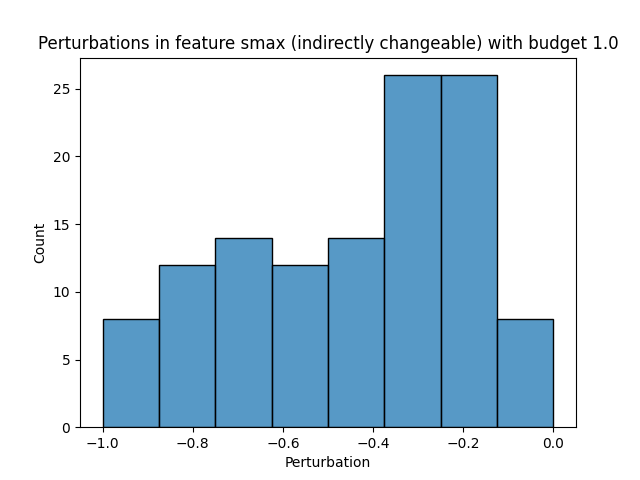 Perturbations in feature smax (indirectly changeable) with budget 1.0
25
20
15
10
5
0
Count
−1.0 −0.8 −0.6 −0.4 −0.2 0.0
Perturbation